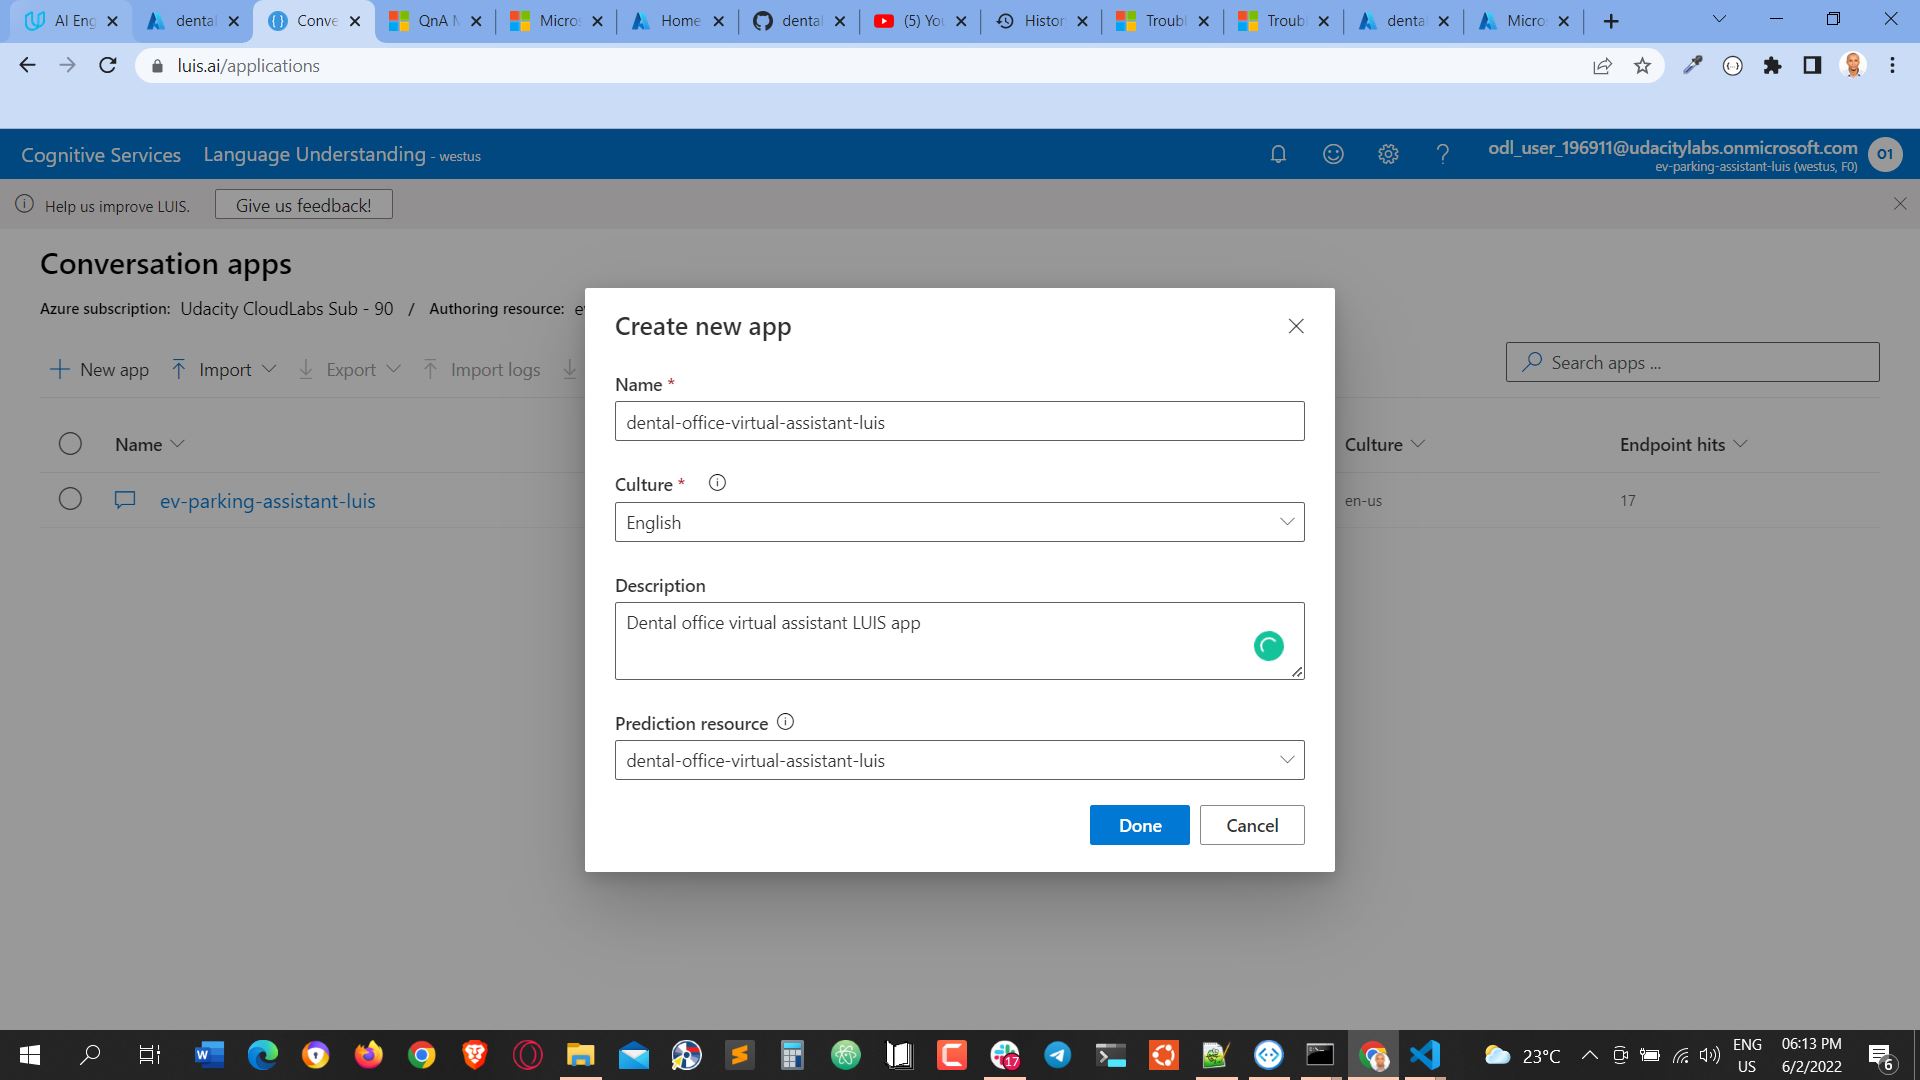 AI Eng
dental
Conve
QnA M
Micros
Home
dental
(5) You
Histor
Troubl
Troubl
dental
Micro
luis.ai/applications
Cognitive Services
Language Understanding - westus
odl_user_196911@udacitylabs.onmicrosoft.com
ev-parking-assistant-luis (westus, F0)
O1
Help us improve LUIS.
Give us feedback!
Conversation apps
Azure subscription: Udacity CloudLabs Sub - 90 / Authoring resource: e
New app
Import
Export
Import logs
Search apps ...
Name
Culture
Endpoint hits
ev-parking-assistant-luis
en-us
17
Create new app
Name *
dental-office-virtual-assistant-luis
Culture *
English
Description
Dental office virtual assistant LUIS app
Prediction resource
dental-office-virtual-assistant-luis
Done
Cancel
17
23°C
ENG
US
06:13 PM
6/2/2022
6